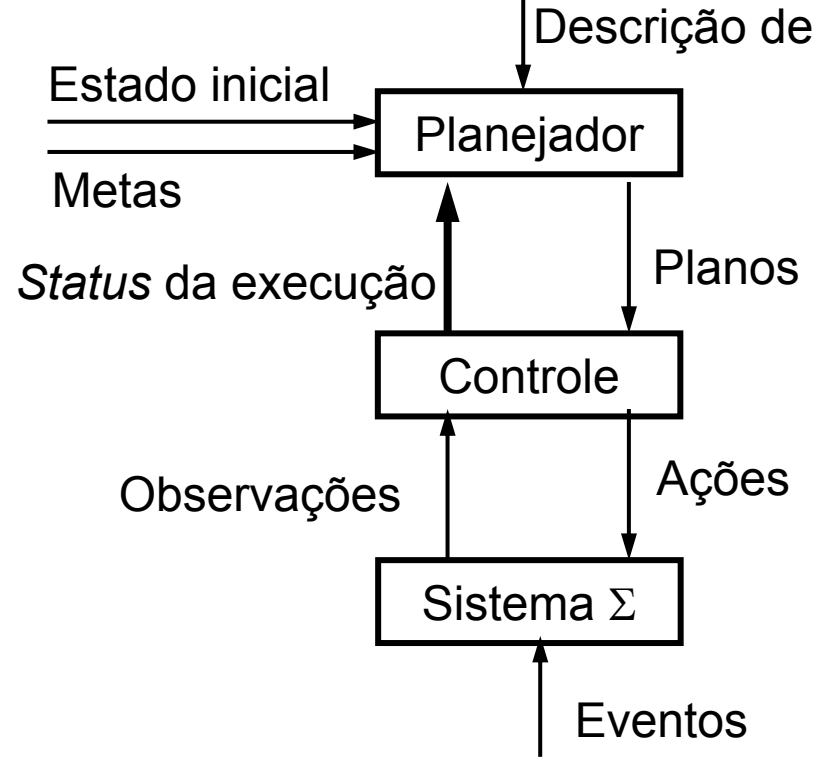 Descrição de
Estado inicial
Planejador
Metas
Status da execução
Planos
Controle
Observações
Ações
Sistema Σ
Eventos